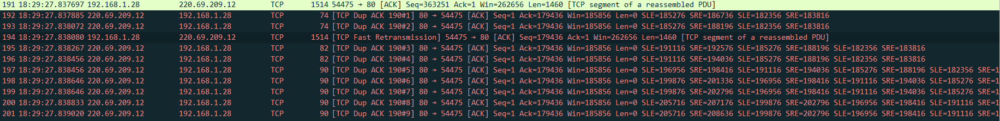 191 18:29:27.837697 192.168.1.28 220.69.209.12 TCP 1514 54475 → 80 [ACK] Seq=363251 Ack=1 Win=262656 Len=1460 [TCP segment of a reassembled PDU]
192 18:29:27.837885 220.69.209.12 192.168.1.28 TCP 74 [TCP Dup ACK 190#1] 80 → 54475 [ACK] Seq=1 Ack=179436 Win=185856 Len=0 SLE=185276 SRE=186736 SLE=182356 SRE=183816
193 18:29:27.838072 220.69.209.12 192.168.1.28 TCP 74 [TCP Dup ACK 190#2] 80 → 54475 [ACK] Seq=1 Ack=179436 Win=185856 Len=0 SLE=185276 SRE=188196 SLE=182356 SRE=183816
194 18:29:27.838080 192.168.1.28 220.69.209.12 TCP 1514 [TCP Fast Retransmission] 54475 → 80 [ACK] Seq=179436 Ack=1 Win=262656 Len=1460 [TCP segment of a reassembled PDU]
195 18:29:27.838267 220.69.209.12 192.168.1.28 TCP 82 [TCP Dup ACK 190#3] 80 → 54475 [ACK] Seq=1 Ack=179436 Win=185856 Len=0 SLE=191116 SRE=192576 SLE=185276 SRE=188196 SLE=182356 SRE=183816
196 18:29:27.838456 220.69.209.12 192.168.1.28 TCP 82 [TCP Dup ACK 190#4] 80 → 54475 [ACK] Seq=1 Ack=179436 Win=185856 Len=0 SLE=191116 SRE=194036 SLE=185276 SRE=188196 SLE=182356 SRE=183816
197 18:29:27.838456 220.69.209.12 192.168.1.28 TCP 90 [TCP Dup ACK 190#5] 80 → 54475 [ACK] Seq=1 Ack=179436 Win=185856 Len=0 SLE=196956 SRE=198416 SLE=191116 SRE=194036 SLE=185276 SRE=188196 SLE=182356 SRE=1
198 18:29:27.838646 220.69.209.12 192.168.1.28 TCP 90 [TCP Dup ACK 190#6] 80 → 54475 [ACK] Seq=1 Ack=179436 Win=185856 Len=0 SLE=199876 SRE=201336 SLE=196956 SRE=198416 SLE=191116 SRE=194036 SLE=185276 SRE=1
199 18:29:27.838646 220.69.209.12 192.168.1.28 TCP 90 [TCP Dup ACK 190#7] 80 → 54475 [ACK] Seq=1 Ack=179436 Win=185856 Len=0 SLE=199876 SRE=202796 SLE=196956 SRE=198416 SLE=191116 SRE=194036 SLE=185276 SRE=1
200 18:29:27.838833 220.69.209.12 192.168.1.28 TCP 90 [TCP Dup ACK 190#8] 80 → 54475 [ACK] Seq=1 Ack=179436 Win=185856 Len=0 SLE=205716 SRE=207176 SLE=199876 SRE=202796 SLE=196956 SRE=198416 SLE=191116 SRE=1
201 18:29:27.839020 220.69.209.12 192.168.1.28 TCP 90 [TCP Dup ACK 190#9] 80 → 54475 [ACK] Seq=1 Ack=179436 Win=185856 Len=0 SLE=205716 SRE=208636 SLE=199876 SRE=202796 SLE=196956 SRE=198416 SLE=191116 SRE=1